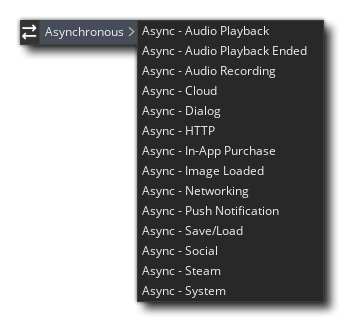 Asynchronous
Async - Audio Playback
Async - Audio Playback Ended
Async - Audio Recording
Async - Cloud
Async - Dialog
Async - HTTP
Async - In-App Purchase
Async - Image Loaded
Async - Networking
Async - Push Notification
Async - Save/Load
Async - Social
Async - Steam
Async - System